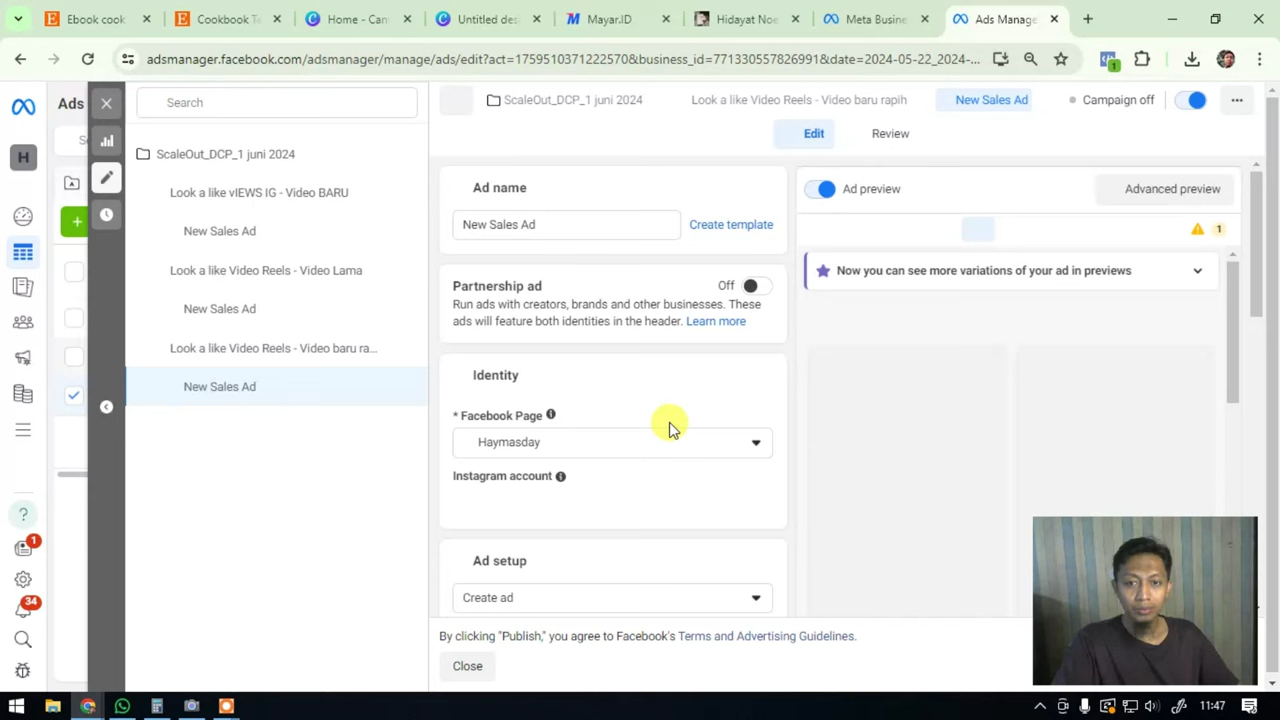 Ebook cook
Cookbook Te
Home - Can
Untitled des
Mayar.ID
Hidayat Noe
Meta Busine
Ads Manage
adsmanager.facebook.com/adsmanager/manage/ads/edit?act=1759510371222570&business_id=771330557826991&date=2024-05-22_2024-...
1
Ads
Search
ScaleOut_DCP_1 juni 2024
Look a like Video Reels - Video baru rapih
New Sales Ad
Campaign off
Edit
Review
H
ScaleOut_DCP_1 juni 2024
Look a like vIEWS IG - Video BARU
New Sales Ad
Look a like Video Reels - Video Lama
New Sales Ad
Look a like Video Reels - Video baru ra...
New Sales Ad
Ad name
New Sales Ad
Create template
Partnership ad
Off
Run ads with creators, brands and other businesses. These
ads will feature both identities in the header. Learn more
Identity
* Facebook Page
Haymasday
Instagram account
Ad setup
Create ad
Ad preview
Advanced preview
1
Now you can see more variations of your ad in previews
By clicking "Publish," you agree to Facebook's Terms and Advertising Guidelines.
Close
1
34
11:47